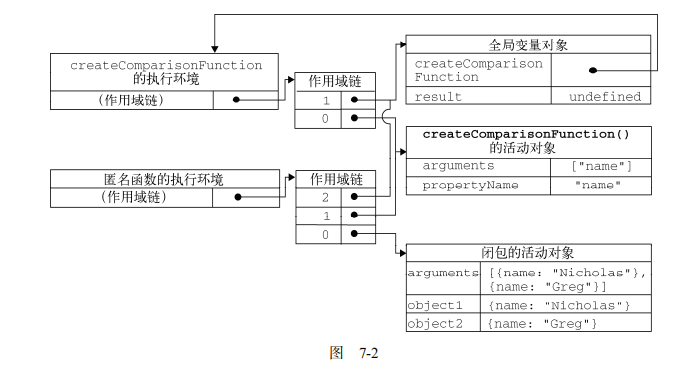 createComparisonFunction
的执行环境
(作用域链)
作用域链
1
0
全局变量对象
createComparison
Function
result undefined
createComparisonFunction()
的活动对象
arguments ["name"]
propertyName "name"
匿名函数的执行环境
(作用域链)
作用域链
2
1
0
闭包的活动对象
arguments [{name: "Nicholas"},
{name: "Greg"}]
object1 {name: "Nicholas"}
object2 {name: "Greg"}
图 7-2